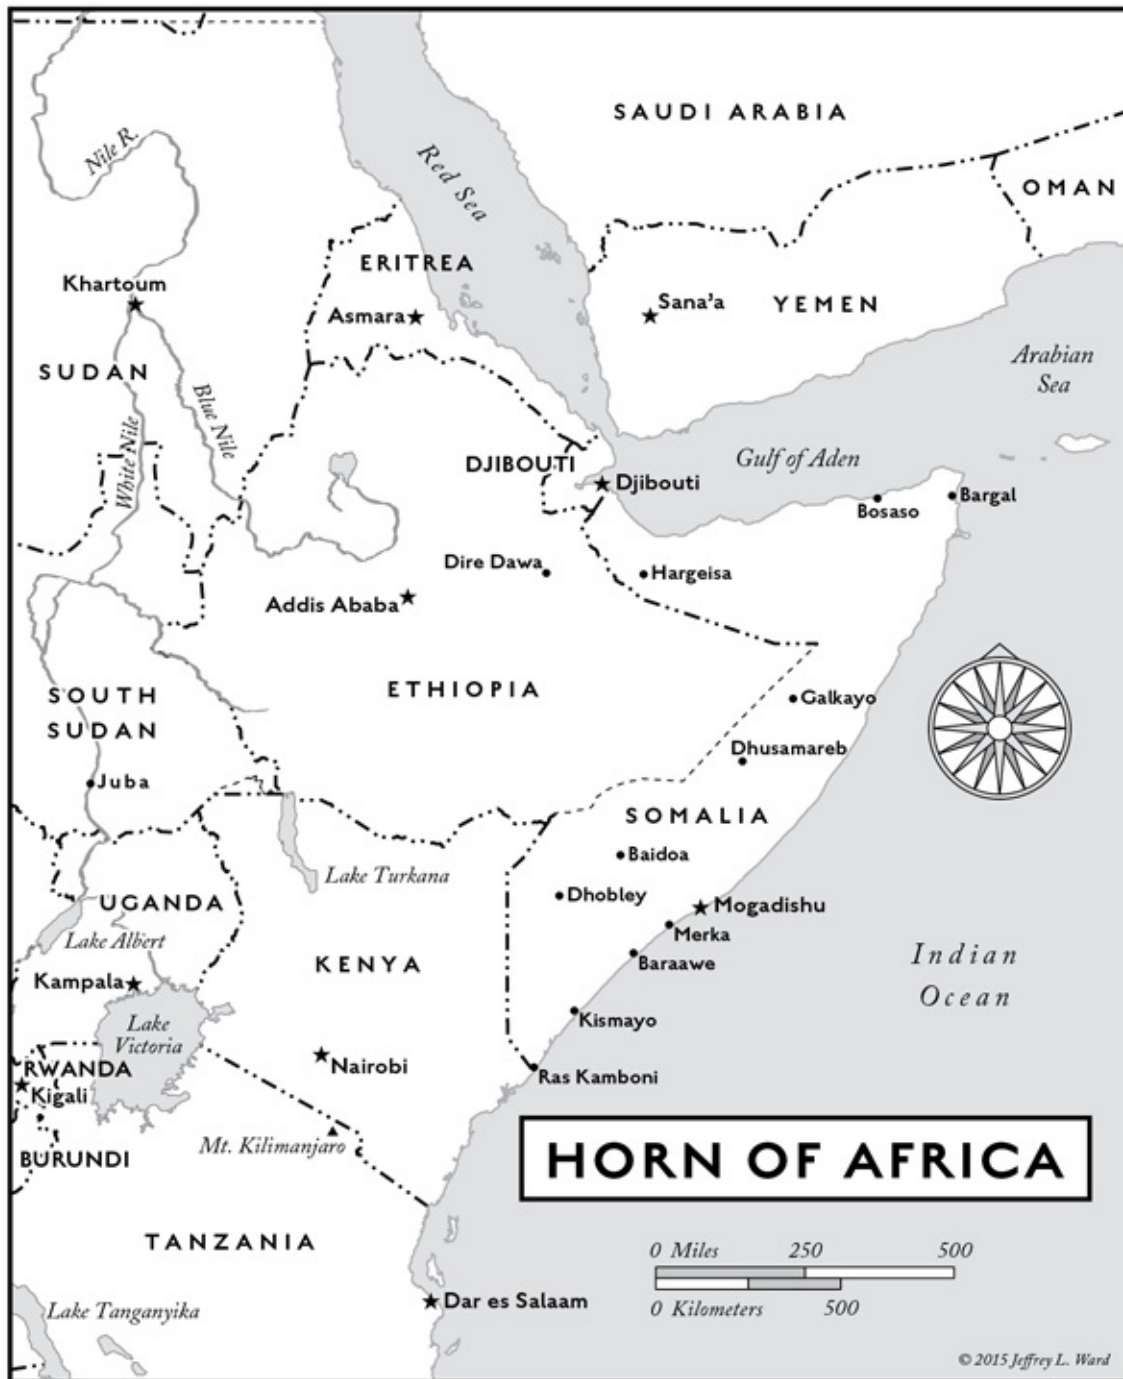 SAUDI ARABIA
Nile R.
Red Sea
OMAN
ERITREA
Khartoum
Asmara
Sana’a
YEMEN
SUDAN
Arabian
Sea
Blue Nile
White Nile
DJIBOUTI
Gulf of Aden
Djibouti
Bargal
Bosaso
Dire Dawa
Hargeisa
Addis Ababa
ETHIOPIA
SOUTH
SUDAN
Galkayo
Dhusamareb
Juba
SOMALIA
Baidoa
Lake Turkana
Dhobley
UGANDA
Mogadishu
Merka
Lake Albert
Baraawe
KENYA
Indian
Ocean
Kampala
Lake
Victoria
Kismayo
Nairobi
RWANDA
Ras Kamboni
Kigali
Mt. Kilimanjaro
BURUNDI
HORN OF AFRICA
TANZANIA
0 Miles 250 500
0 Kilometers 500
Dar es Salaam
Lake Tanganyika
© 2015 Jeffrey L. Ward